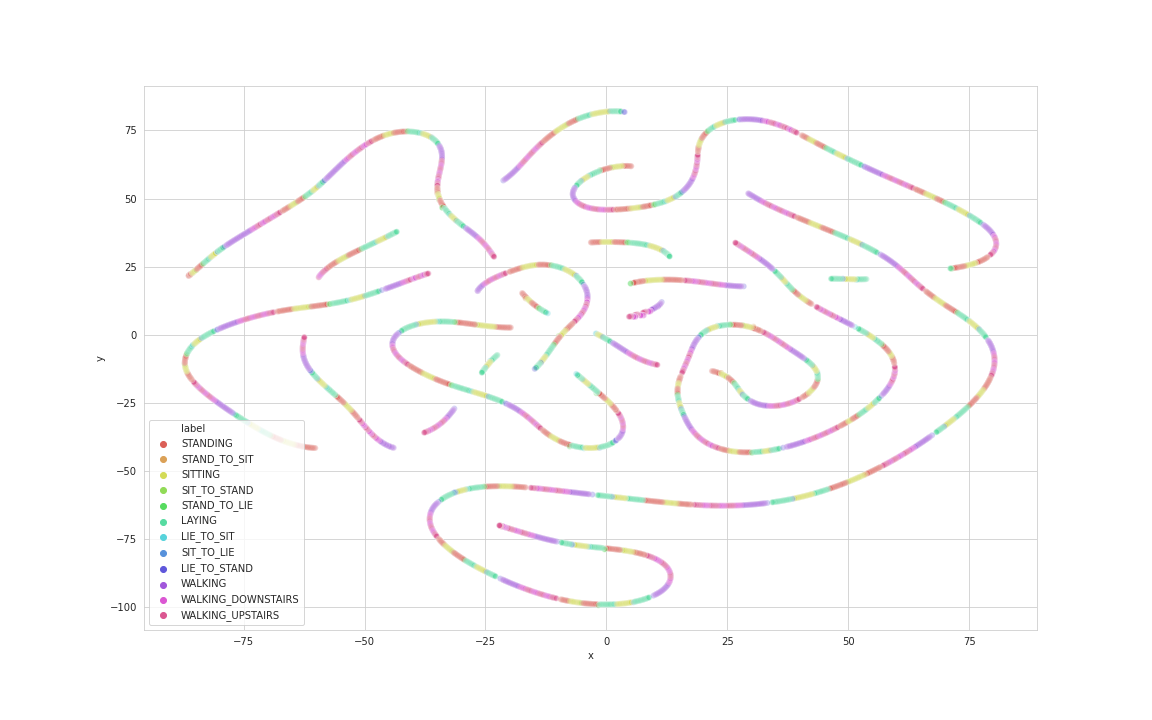 75
50
25
0
−25
−50
−75
−100
y
label
STANDING
STAND_TO_SIT
SITTING
SIT_TO_STAND
STAND_TO_LIE
LAYING
LIE_TO_SIT
SIT_TO_LIE
LIE_TO_STAND
WALKING
WALKING_DOWNSTAIRS
WALKING_UPSTAIRS
−75 −50 −25 0 25 50 75
x